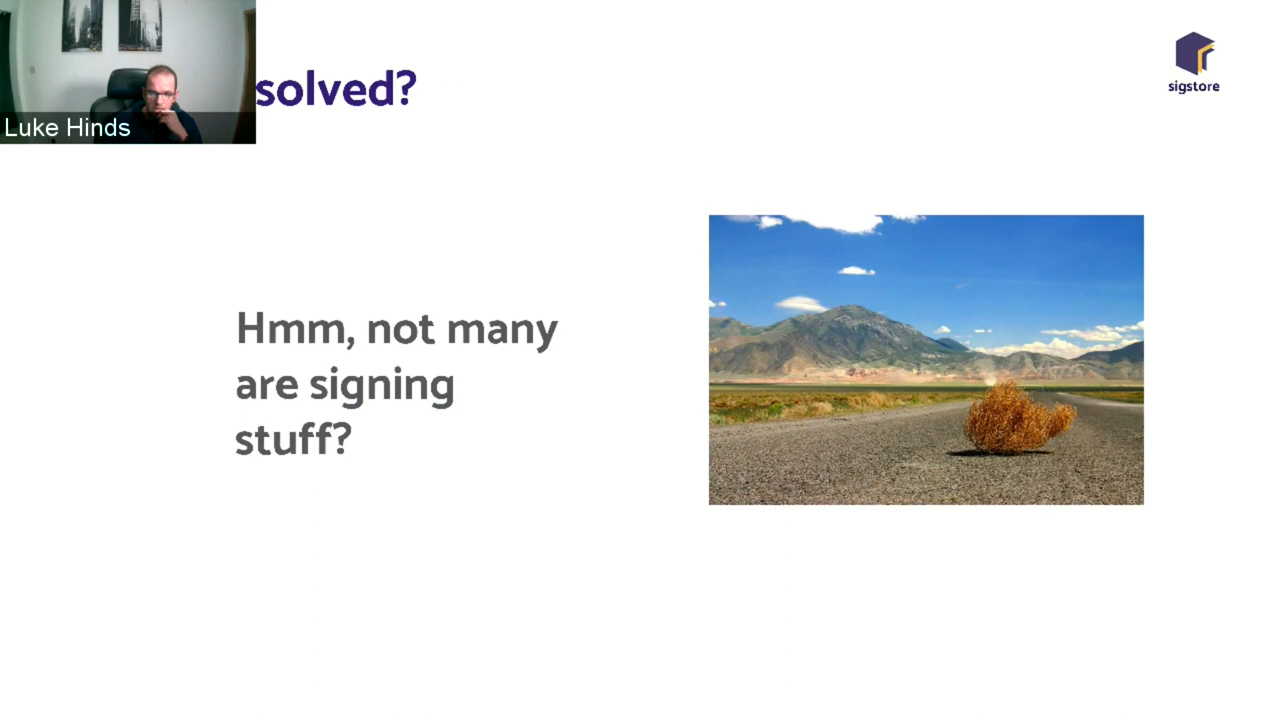 solved?
sigstore
Luke Hinds
Hmm, not many
are signing
stuff?